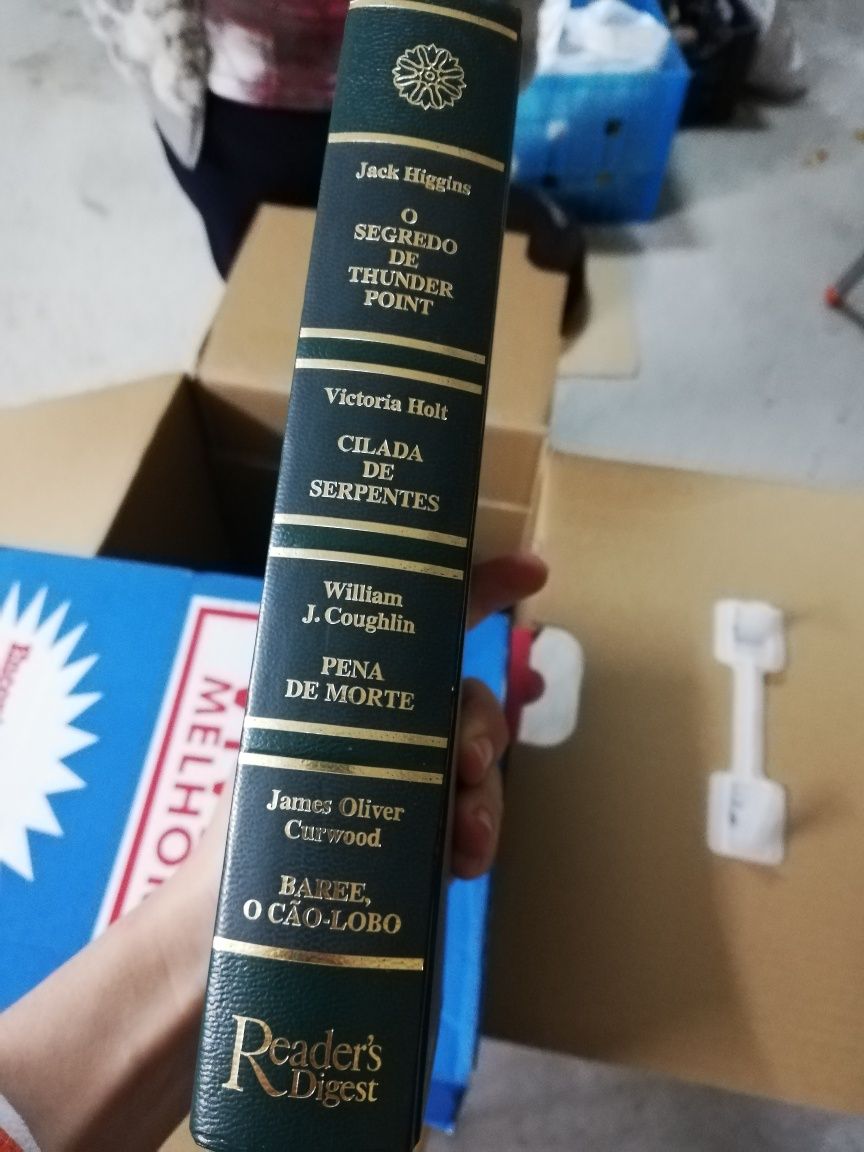 Jack Higgins
O
SEGREDO
DE
THUNDER
POINT
Victoria Holt
CILADA
DE
SERPENTES
William
J. Coughlin
PENA
DE MORTE
James Oliver
Curwood
BAREE,
O CÃO-LOBO
Reader's
Digest